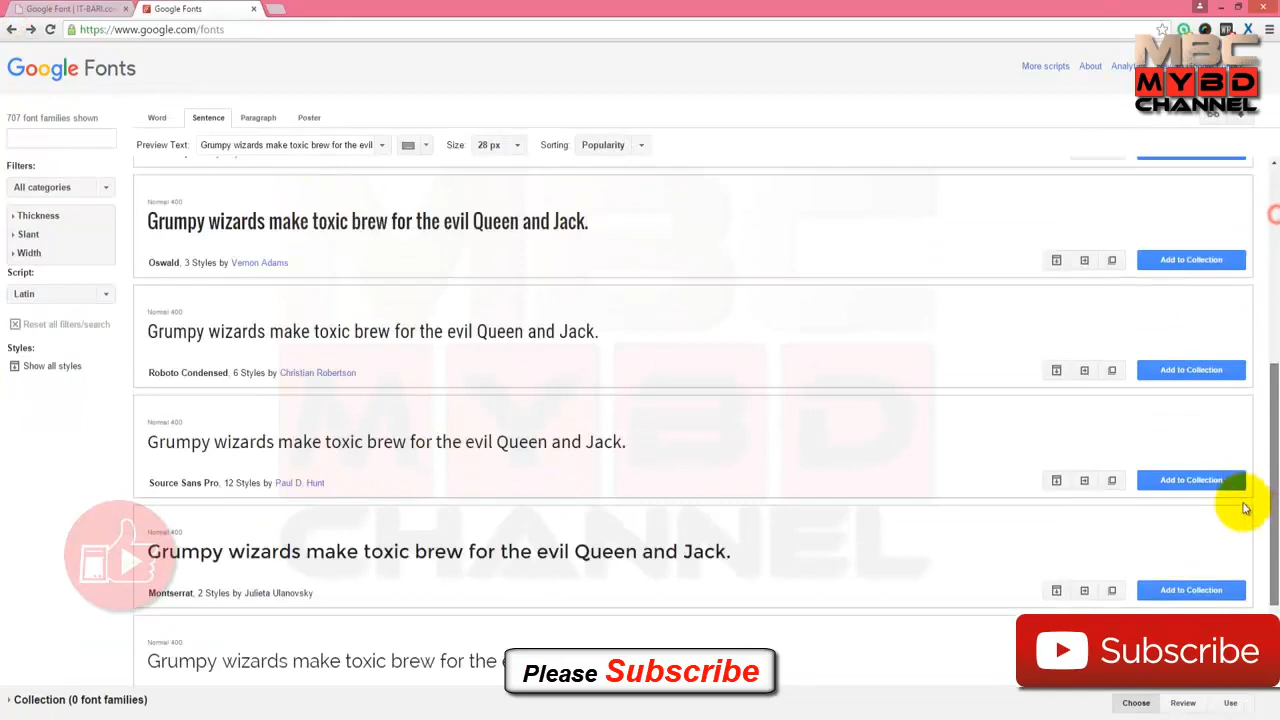 Google Font | IT-BARI.co
Google Fonts
https://www.google.com/fonts
Google Fonts
More scripts
About
MBC
MYBD
CHANNEL
707 font families shown
Word
Sentence
Paragraph
Poster
Preview Text:
Grumpy wizards make toxic brew for the evil
Size:
28 px
Sorting:
Popularity
Filters:
All categories
Thickness
Slant
Width
Script:
Latin
Reset all filters/search
Styles:
Show all styles
Normal 400
Grumpy wizards make toxic brew for the evil Queen and Jack.
Oswald, 3 Styles by Vernon Adams
Add to Collection
Normal 400
Grumpy wizards make toxic brew for the evil Queen and Jack.
Roboto Condensed, 6 Styles by Christian Robertson
Add to Collection
Normal 400
Grumpy wizards make toxic brew for the evil Queen and Jack.
Source Sans Pro, 12 Styles by Paul D. Hunt
Add to Collection
Normal 400
Grumpy wizards make toxic brew for the evil Queen and Jack.
Montserrat, 2 Styles by Julieta Ulanovsky
Add to Collection
Normal 400
Grumpy wizards make toxic brew for the
MBC
MYBD
CHANNEL
Please Subscribe
Subscribe
Collection (0 font families)
Choose
Review
Use